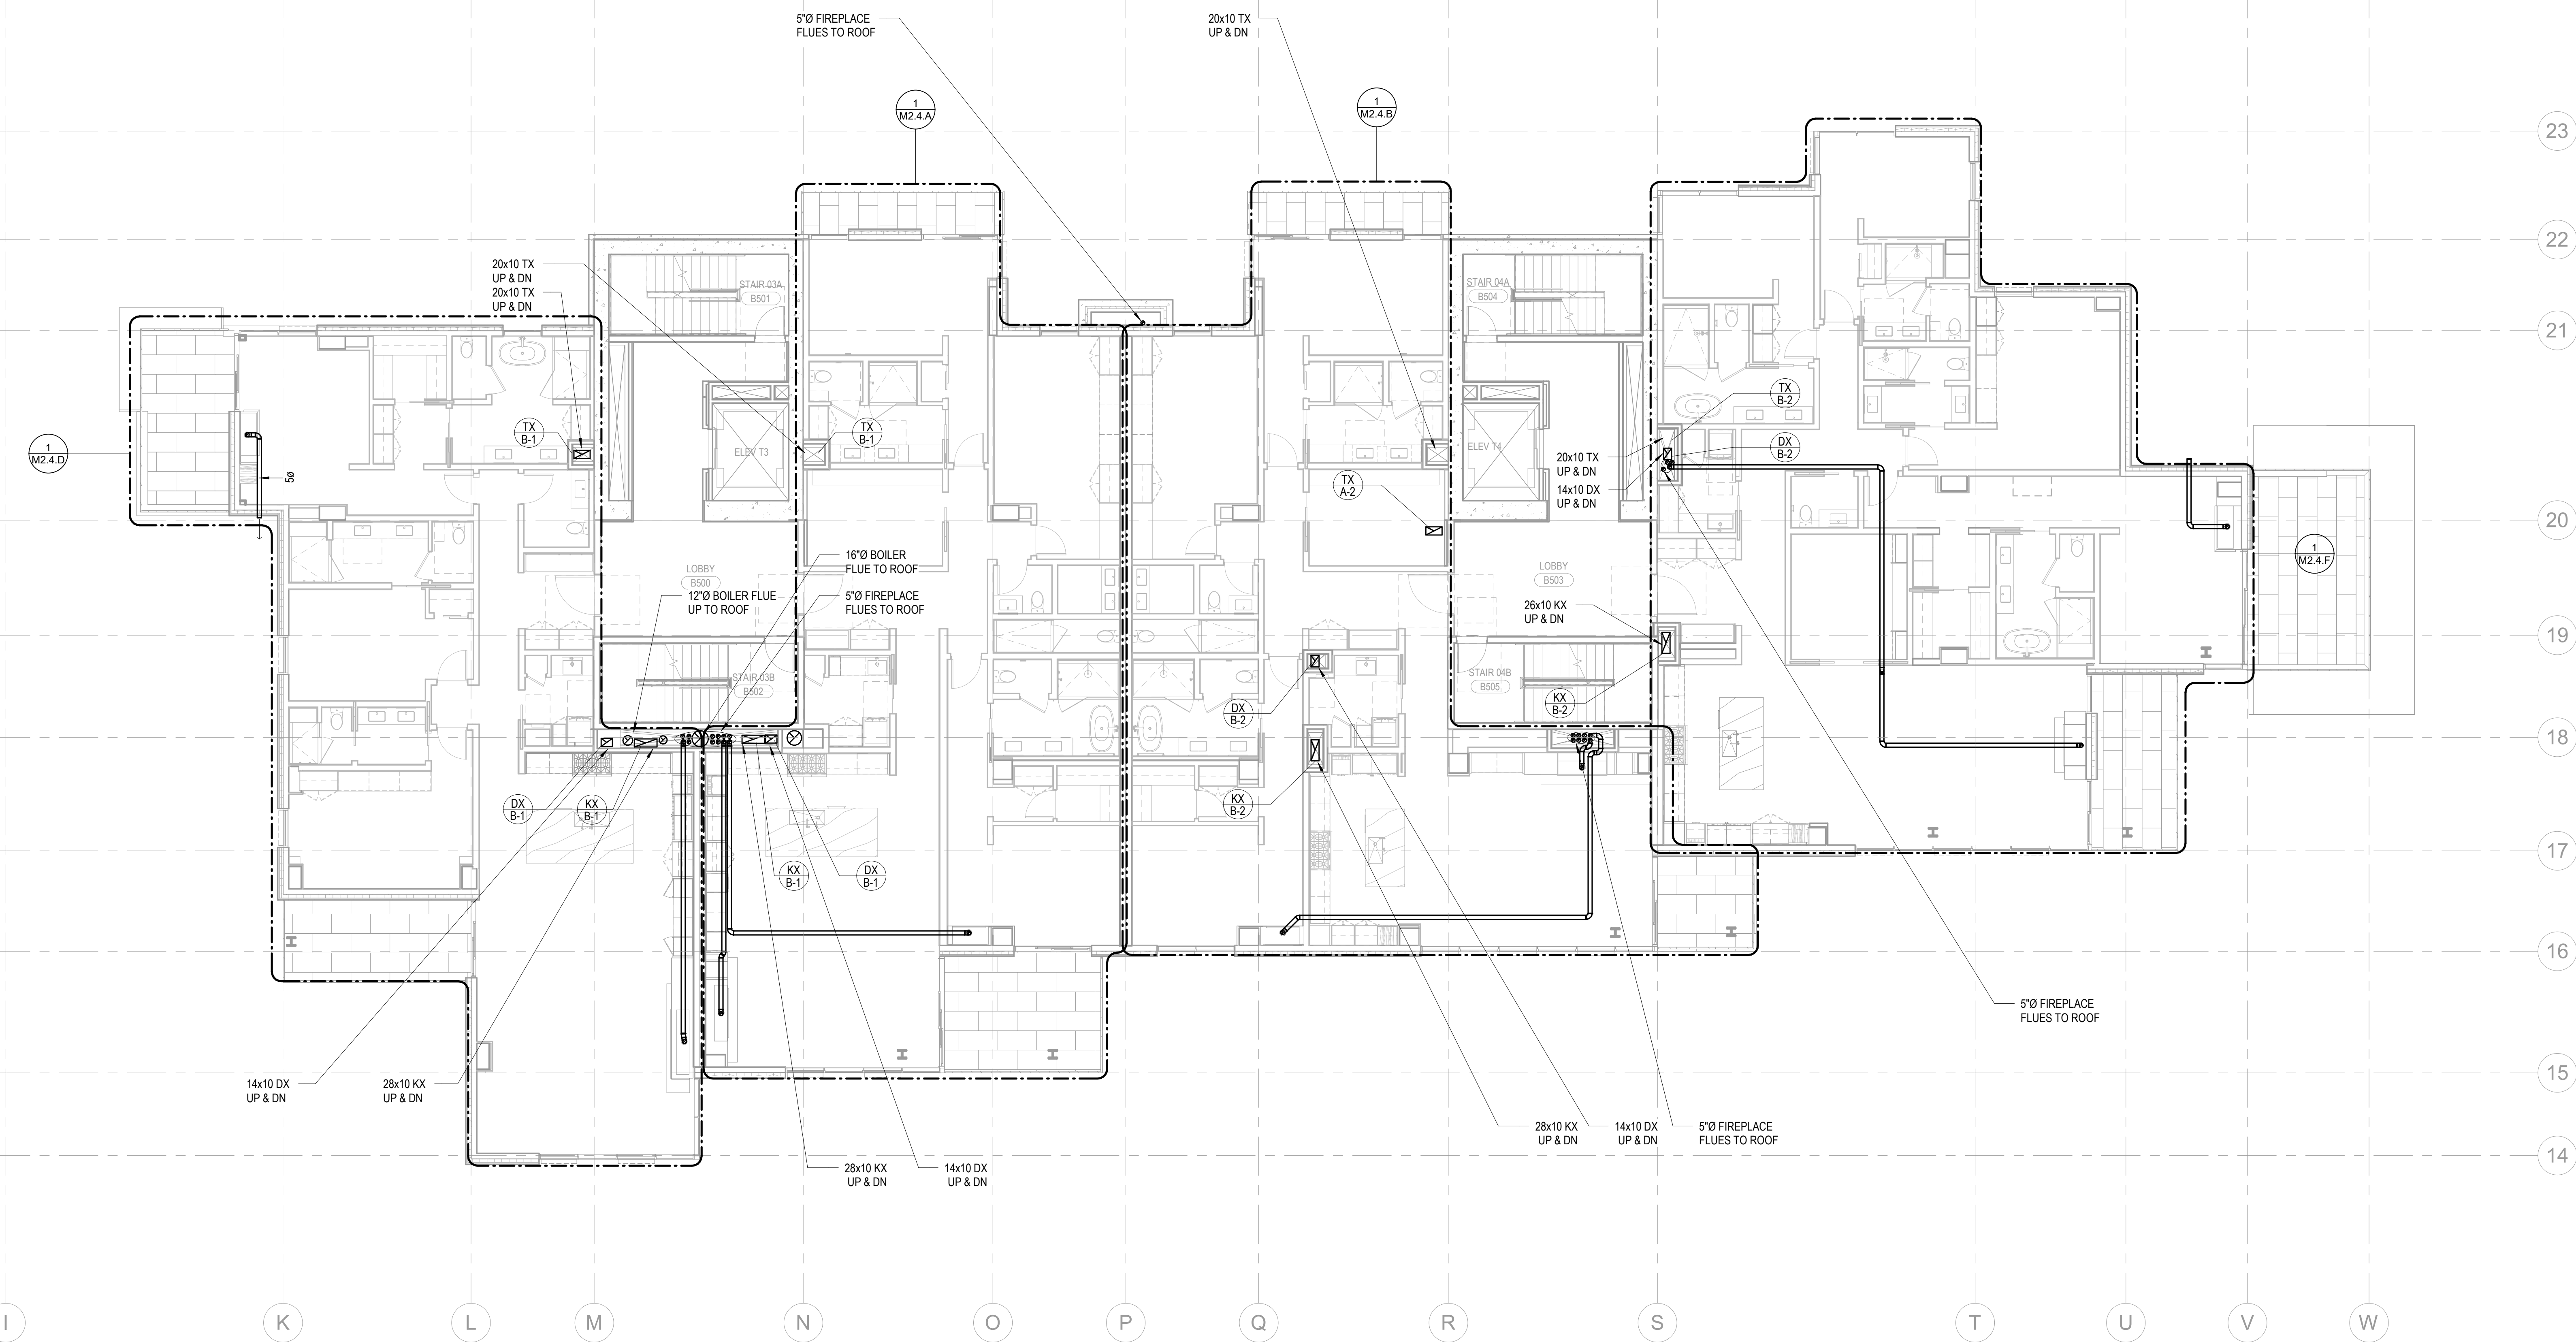 5"Ø FIREPLACE
FLUES TO ROOF
20x10 TX
UP & DN
1
M2.4.A
1
M2.4.B
23
22
21
20
19
18
17
16
15
14
20x10 TX
UP & DN
20x10 TX
UP & DN
STAIR 03A
B501
STAIR 04A
B504
TX
B-1
TX
B-1
ELEV T3
ELEV T4
1
M2.4.D
5Ø
TX
A-2
20x10 TX
UP & DN
14x10 DX
UP & DN
TX
B-2
DX
B-2
1
M2.4.F
16"Ø BOILER
FLUE TO ROOF
LOBBY
B500
12"Ø BOILER FLUE
UP TO ROOF
5"Ø FIREPLACE
FLUES TO ROOF
LOBBY
B503
26x10 KX
UP & DN
STAIR 03B
B502
STAIR 04B
B505
KX
B-2
DX
B-2
KX
B-2
DX
B-1
KX
B-1
KX
B-1
DX
B-1
5"Ø FIREPLACE
FLUES TO ROOF
14x10 DX
UP & DN
28x10 KX
UP & DN
28x10 KX
UP & DN
14x10 DX
UP & DN
5"Ø FIREPLACE
FLUES TO ROOF
28x10 KX
UP & DN
14x10 DX
UP & DN
I
K
L
M
N
O
P
Q
R
S
T
U
V
W